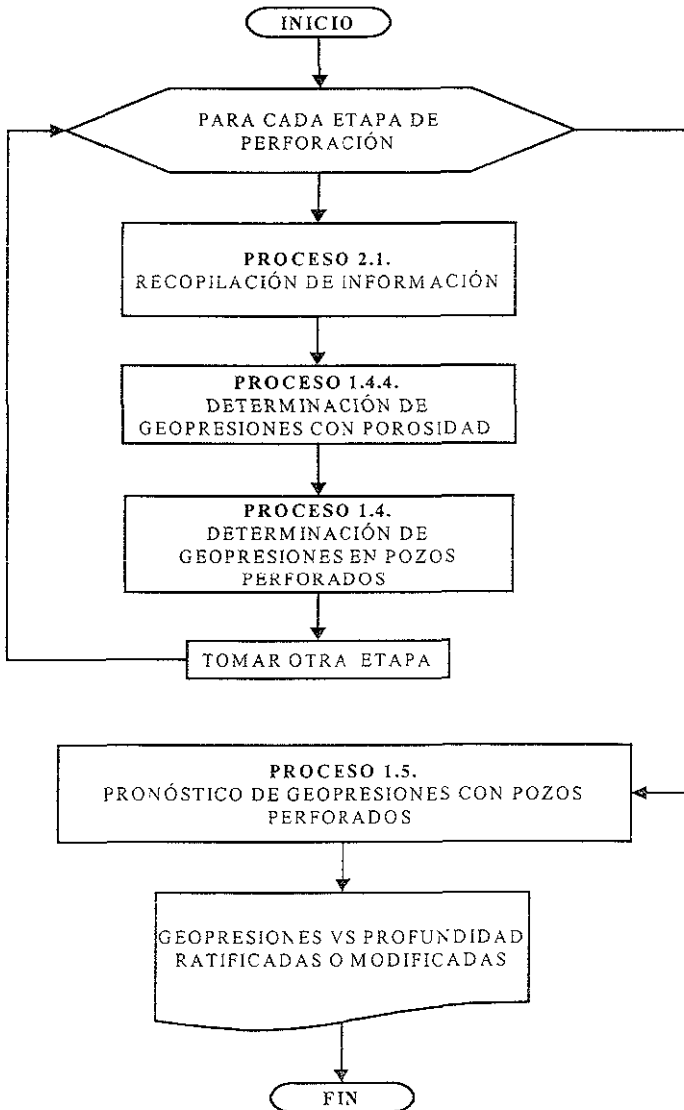 INICIO
PARA CADA ETAPA DE
PERFORACIÓN
PROCESO 2.1.
RECOPILACIÓN DE INFORMACIÓN
PROCESO 1.4.4.
DETERMINACIÓN DE
GEOPRESIONES CON POROSIDAD
PROCESO 1.4.
DETERMINACIÓN DE
GEOPRESIONES EN POZOS
PERFORADOS
TOMAR OTRA ETAPA
PROCESO 1.5.
PRONÓSTICO DE GEOPRESIONES CON POZOS
PERFORADOS
GEOPRESIONES VS PROFUNDIDAD
RATIFICADAS O MODIFICADAS
FIN